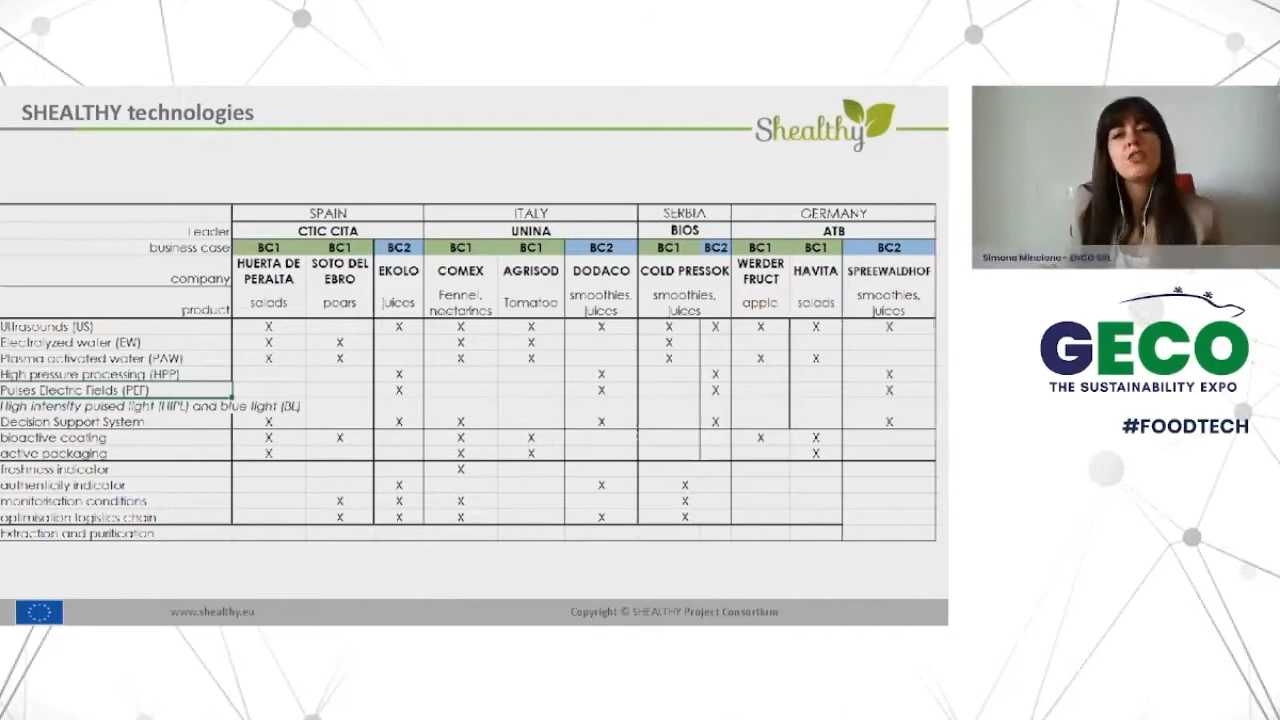 SHEALTHY technologies
Shealthy
SPAIN ITALY SERBIA GERMANY
Leader CTIC CITA UNINA BIOS ATB
business case BC1 BC1 BC2 BC1 BC1 BC2 BC1 BC2 BC1 BC1 BC2
company HUERTA DE PERALTA SOTO DEL EBRO EKOLO COMEX AGRISOD DODACO COLD PRESSOK WERDER FRUCT HAVITA SPREEWALDHOF
product salads pears juices Fennel, nectarines Tomatoe smoothies, juices smoothies, juices apple salads smoothies, juices
Ultrasounds (US) X X X X X X X X X X
Electrolyzed water (EW) X X X X X
Plasma activated water (PAW) X X X X X X X
High pressure processing (HPP) X X X X
Pulses Electric Fields (PEF) X X X X
High intensity pulsed light (HIPL) and blue light (BL)
Decision Support System X X X X X X
bioactive coating X X X X X X
active packaging X X X X
freshness indicator X
authenticity indicator X X X
monitorisation conditions X X X X
optimisation logistics chain X X X X X
Extraction and purification
www.shealthy.eu
Copyright © SHEALTHY Project Consortium
GECO
THE SUSTAINABILITY EXPO
#FOODTECH